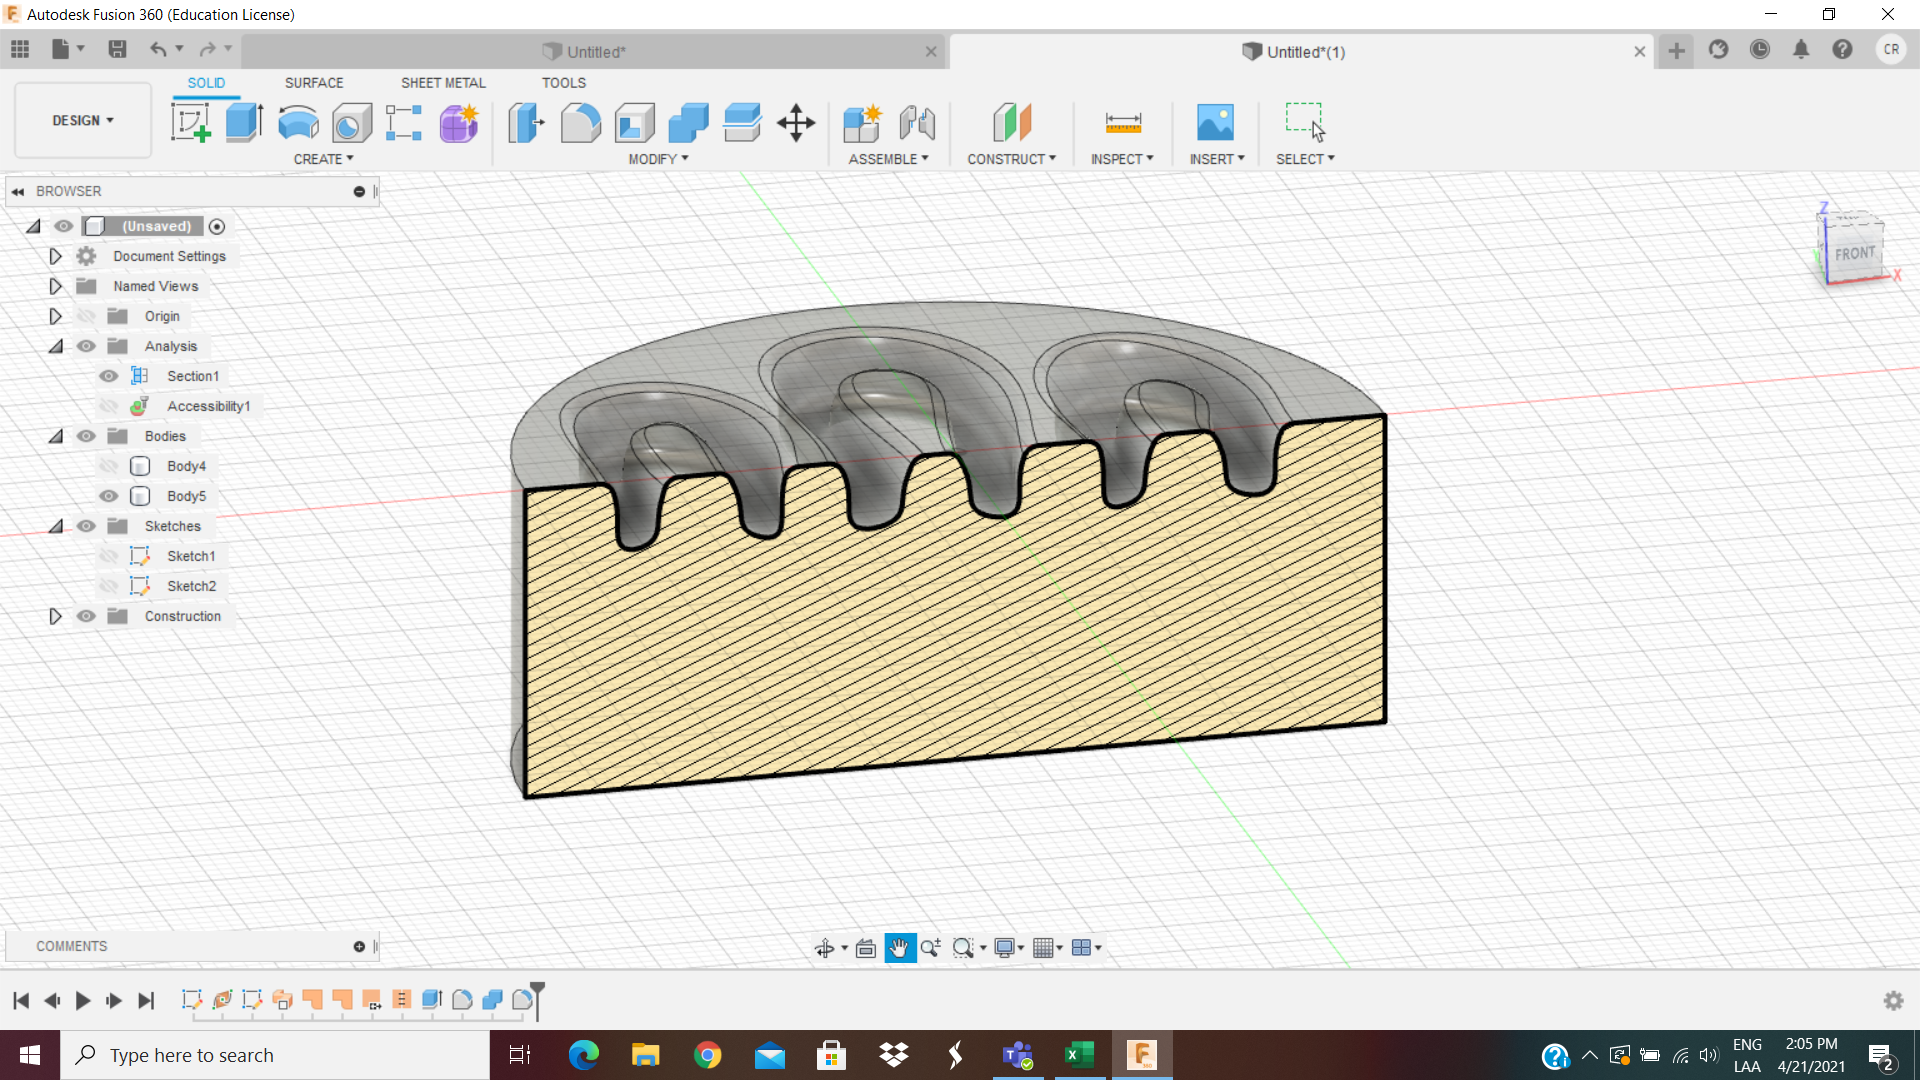 Autodesk Fusion 360 (Education License)
Untitled*
Untitled*(1)
CR
SOLID
SURFACE
SHEET METAL
TOOLS
DESIGN
CREATE
MODIFY
ASSEMBLE
CONSTRUCT
INSPECT
INSERT
SELECT
BROWSER
(Unsaved)
Document Settings
Named Views
Origin
Analysis
Section1
Accessibility1
Bodies
Body4
Body5
Sketches
Sketch1
Sketch2
Construction
Z
FRONT
X
COMMENTS
Type here to search
ENG
LAA
2:05 PM
4/21/2021
2